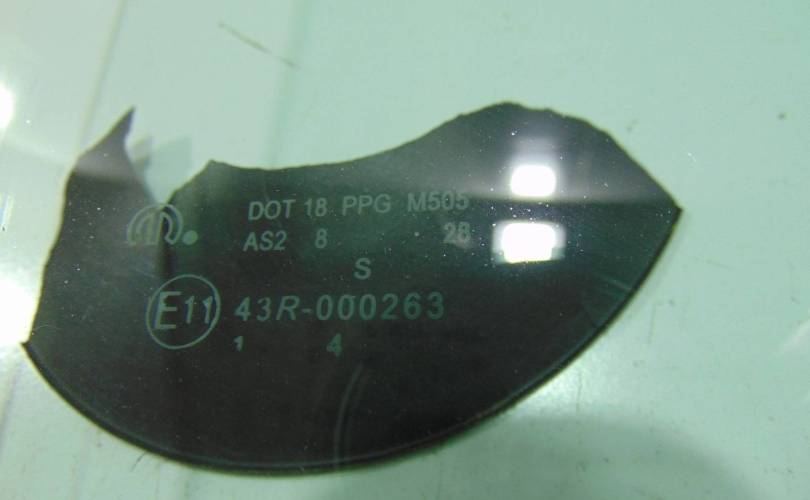 DOT 18 PPG M505
AS2 8 28
S
E11 43R-000263
1 4